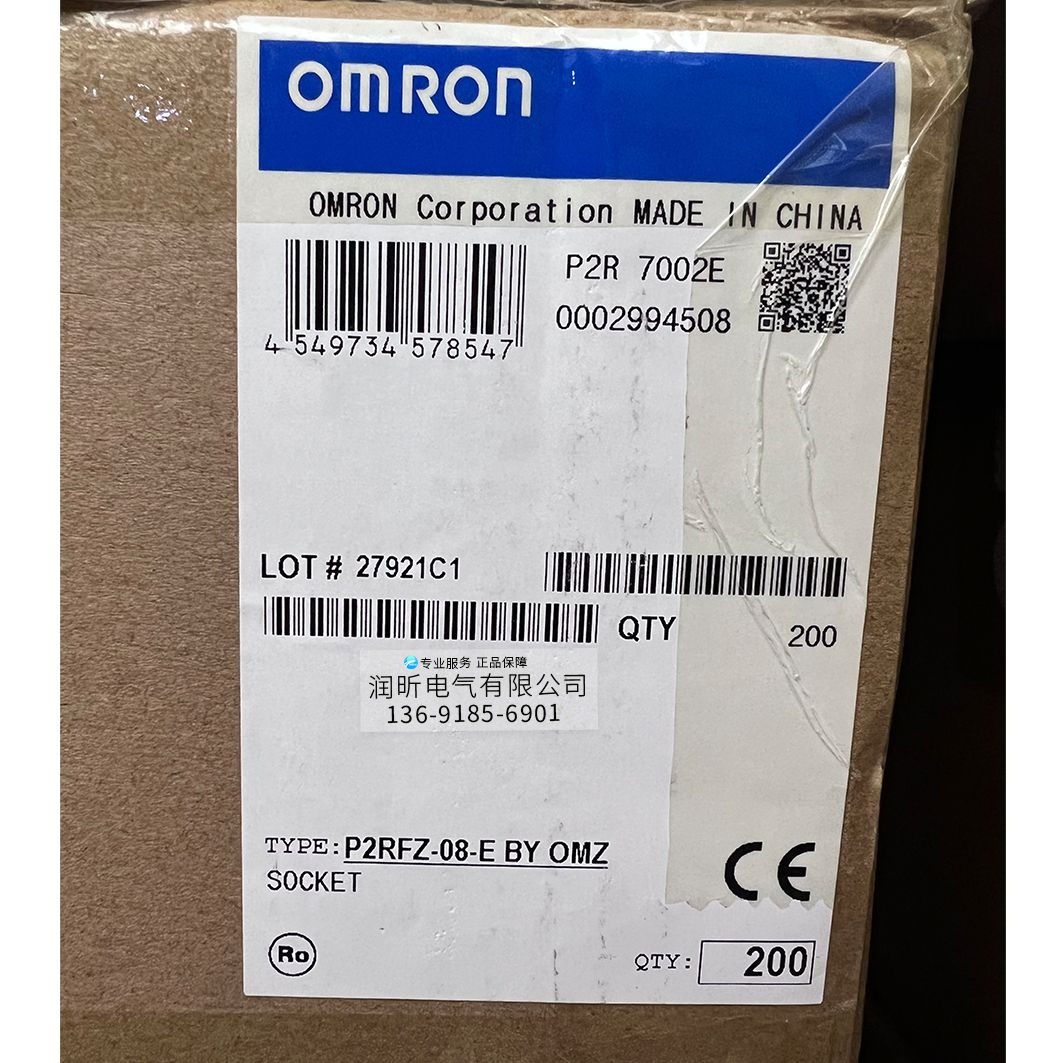 OMRON
OMRON Corporation MADE IN CHINA
P2R 7002E
0002994508
4 549734 578547
LOT # 27921C1
QTY 200
专业服务 正品保障
润昕电气有限公司
136-9185-6901
TYPE: P2RFZ-08-E BY OMZ
SOCKET
CE
Ro
QTY: 200